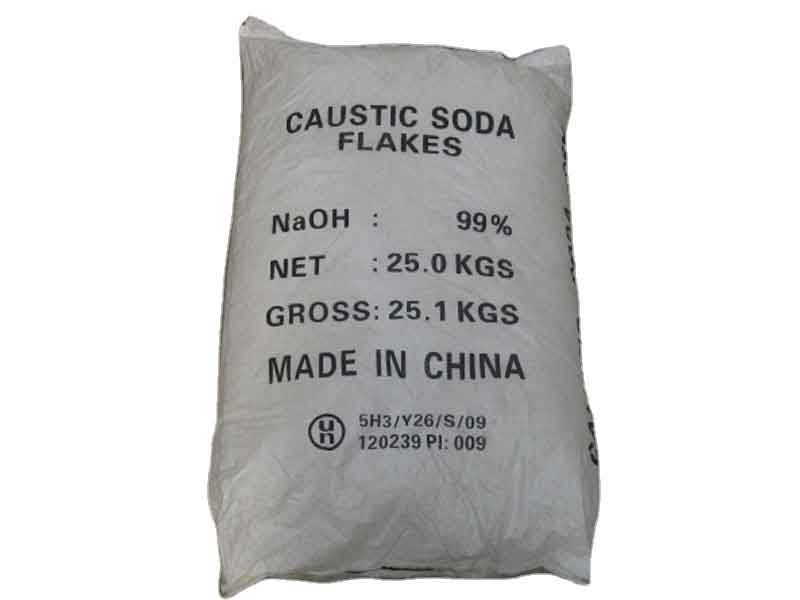 CAUSTIC SODA
FLAKES
NaOH : 99%
NET : 25.0 KGS
GROSS: 25.1 KGS
MADE IN CHINA
un 5H3/Y26/S/09
120239 PI: 009